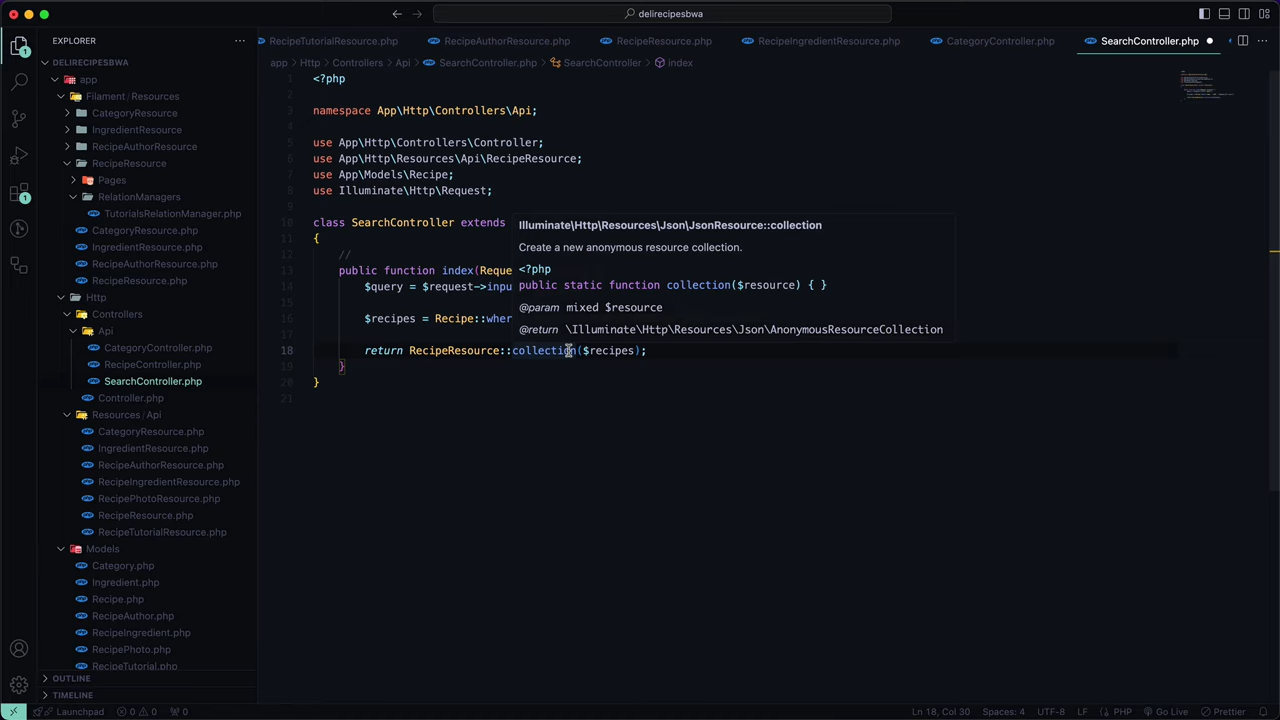 delirecipesbwa
EXPLORER
RecipeTutorialResource.php
RecipeAuthorResource.php
RecipeResource.php
RecipeIngredientResource.php
CategoryController.php
SearchController.php
DELIRECIPESBWA
app
Filament / Resources
CategoryResource
IngredientResource
RecipeAuthorResource
RecipeResource
Pages
RelationManagers
TutorialsRelationManager.php
CategoryResource.php
IngredientResource.php
RecipeAuthorResource.php
RecipeResource.php
Http
Controllers
Api
CategoryController.php
RecipeController.php
SearchController.php
Controller.php
Resources / Api
CategoryResource.php
IngredientResource.php
RecipeAuthorResource.php
RecipeIngredientResource.php
RecipePhotoResource.php
RecipeResource.php
RecipeTutorialResource.php
Models
Category.php
Ingredient.php
Recipe.php
RecipeAuthor.php
RecipeIngredient.php
RecipePhoto.php
RecipeTutorial.php
OUTLINE
TIMELINE
app > Http > Controllers > Api > SearchController.php > SearchController > index
1 <?php
2
3 namespace App\Http\Controllers\Api;
4
5 use App\Http\Controllers\Controller;
6 use App\Http\Resources\Api\RecipeResource;
7 use App\Models\Recipe;
8 use Illuminate\Http\Request;
9
10 class SearchController extends
11 {
12 //
13 public function index(Reque
14 $query = $request->inpu
15
16 $recipes = Recipe::wher
17
18 return RecipeResource::collection($recipes);
19 }
20 }
21
Illuminate\Http\Resources\Json\JsonResource::collection
Create a new anonymous resource collection.
<?php
public static function collection($resource) { }
@param mixed $resource
@return \Illuminate\Http\Resources\Json\AnonymousResourceCollection
Launchpad 0 0 0 Ln 18, Col 30 Spaces: 4 UTF-8 LF PHP Go Live Prettier